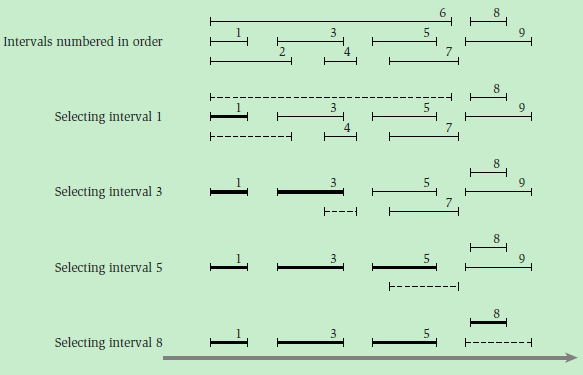 6 8
Intervals numbered in order 1 3 5 9
2 4 7
8
Selecting interval 1 1 3 5 9
4 7
8
Selecting interval 3 1 3 5 9
7
8
Selecting interval 5 1 3 5 9
8
Selecting interval 8 1 3 5